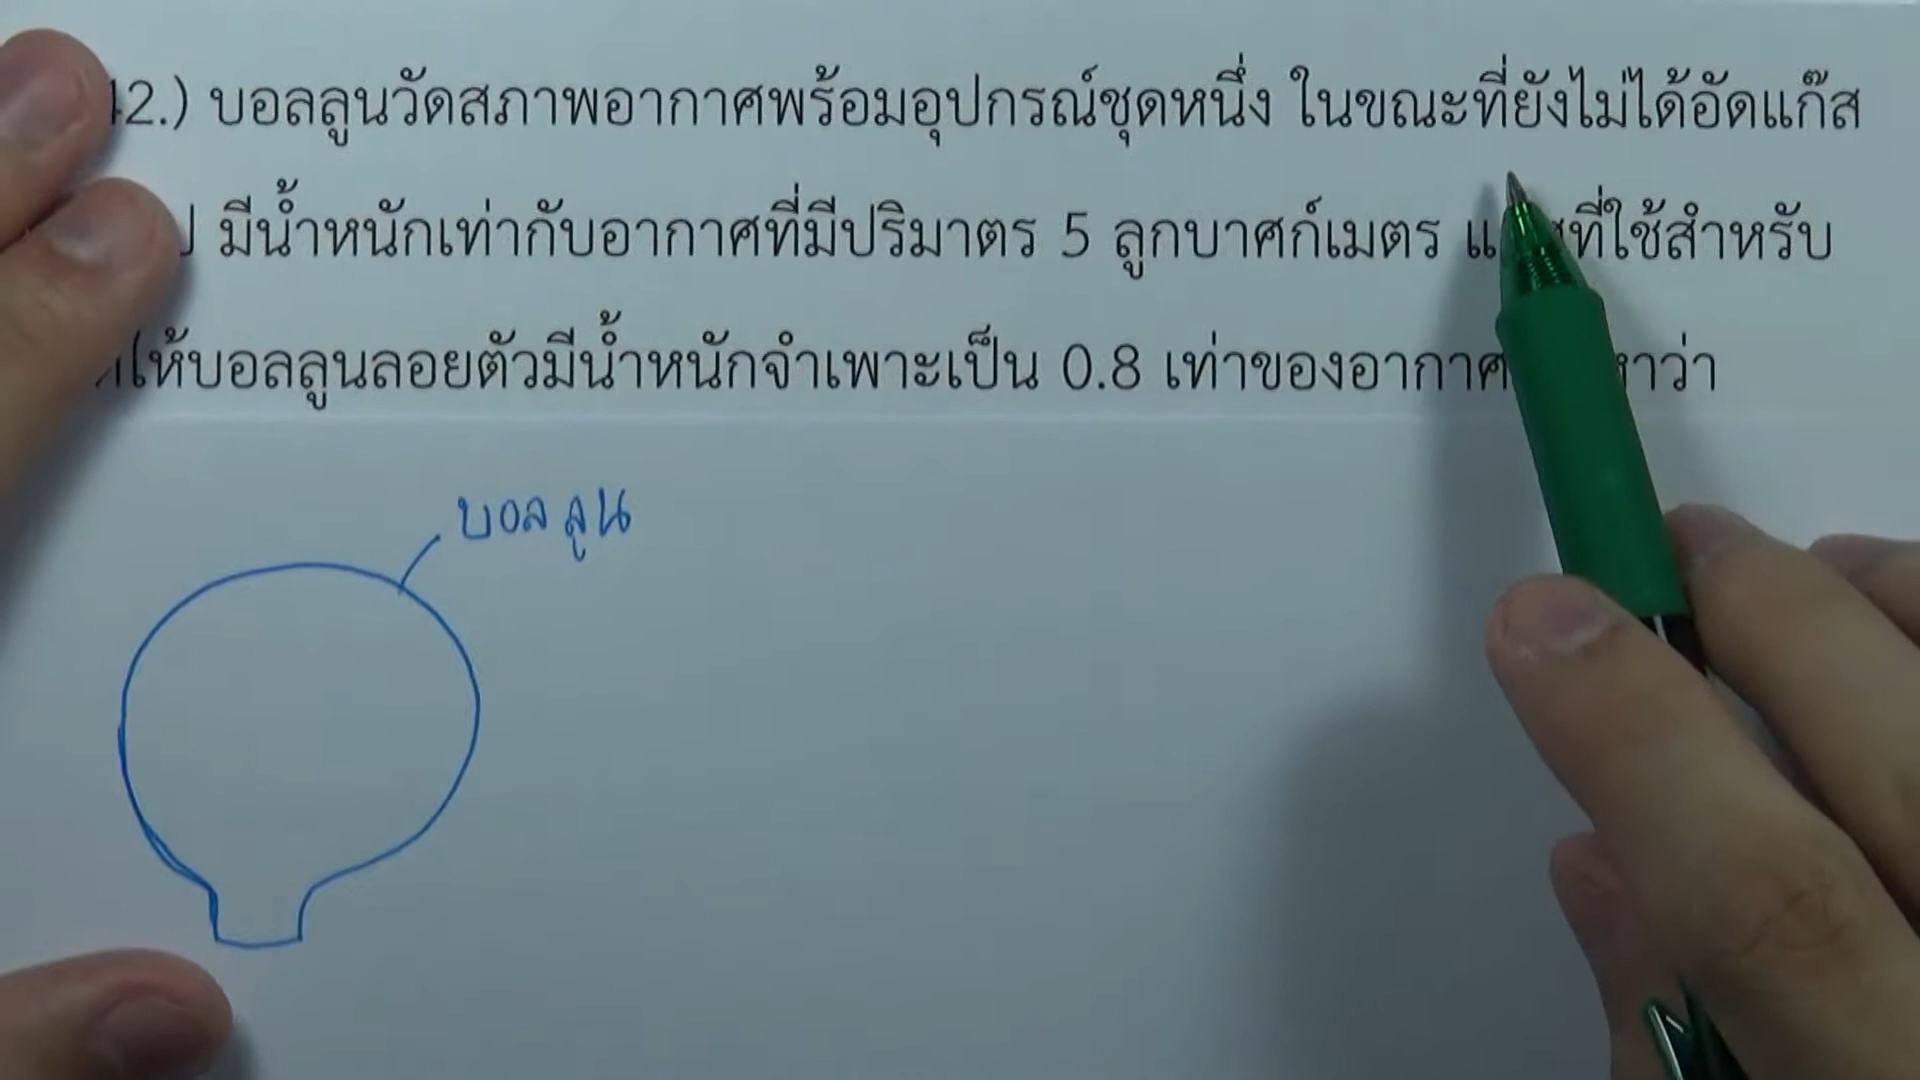 2.) บอลลูนวัดสภาพอากาศพร้อมอุปกรณ์ชุดหนึ่ง ในขณะที่ยังไม่ได้อัดแก๊ส
มีน้ำหนักเท่ากับอากาศที่มีปริมาตร 5 ลูกบาศก์เมตร ที่ใช้สำหรับ
ให้บอลลูนลอยตัวมีน้ำหนักจำเพาะเป็น 0.8 เท่าของอากาศ หาว่า
บอลลูน